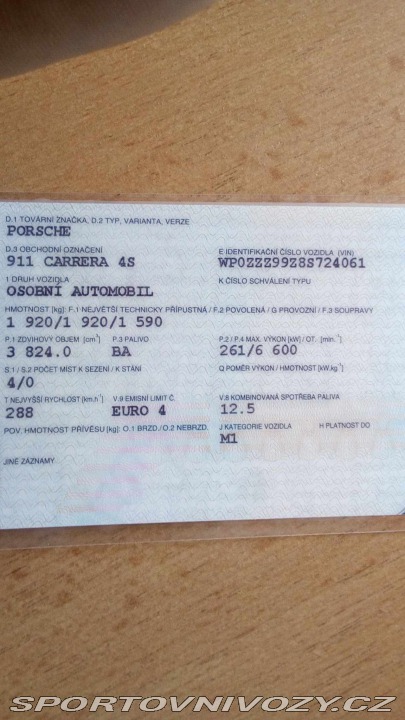 D.1 TOVÁRNÍ ZNAČKA, D.2 TYP, VARIANTA, VERZE
PORSCHE
D.3 OBCHODNÍ OZNAČENÍ
E IDENTIFIKAČNÍ ČÍSLO VOZIDLA (VIN)
911 CARRERA 4S
WP0ZZZ99Z8S724061
1 DRUH VOZIDLA
K ČÍSLO SCHVÁLENÍ TYPU
OSOBNÍ AUTOMOBIL
HMOTNOST [kg]: F.1 NEJVĚTŠÍ TECHNICKY PŘÍPUSTNÁ / F.2 POVOLENÁ / G PROVOZNÍ / F.3 SOUPRAVY
1 920/1 920/1 590
P.1 ZDVIHOVÝ OBJEM [cm³]
P.3 PALIVO
P.2 / P.4 MAX. VÝKON [kW] / OT. [min⁻¹]
3 824.0
BA
261/6 600
S.1 / S.2 POČET MÍST K SEZENÍ / K STÁNÍ
Q POMĚR VÝKON / HMOTNOST [kW.kg⁻¹]
4/0
T NEJVYŠŠÍ RYCHLOST [km.h⁻¹]
V.9 EMISNÍ LIMIT Č.
V.8 KOMBINOVANÁ SPOTŘEBA PALIVA
288
EURO 4
12.5
POV. HMOTNOST PŘÍVĚSU [kg]: O.1 BRZD./O.2 NEBRZD.
J KATEGORIE VOZIDLA
H PLATNOST DO
M1
JINÉ ZÁZNAMY
SPORTOVNIVOZY.CZ